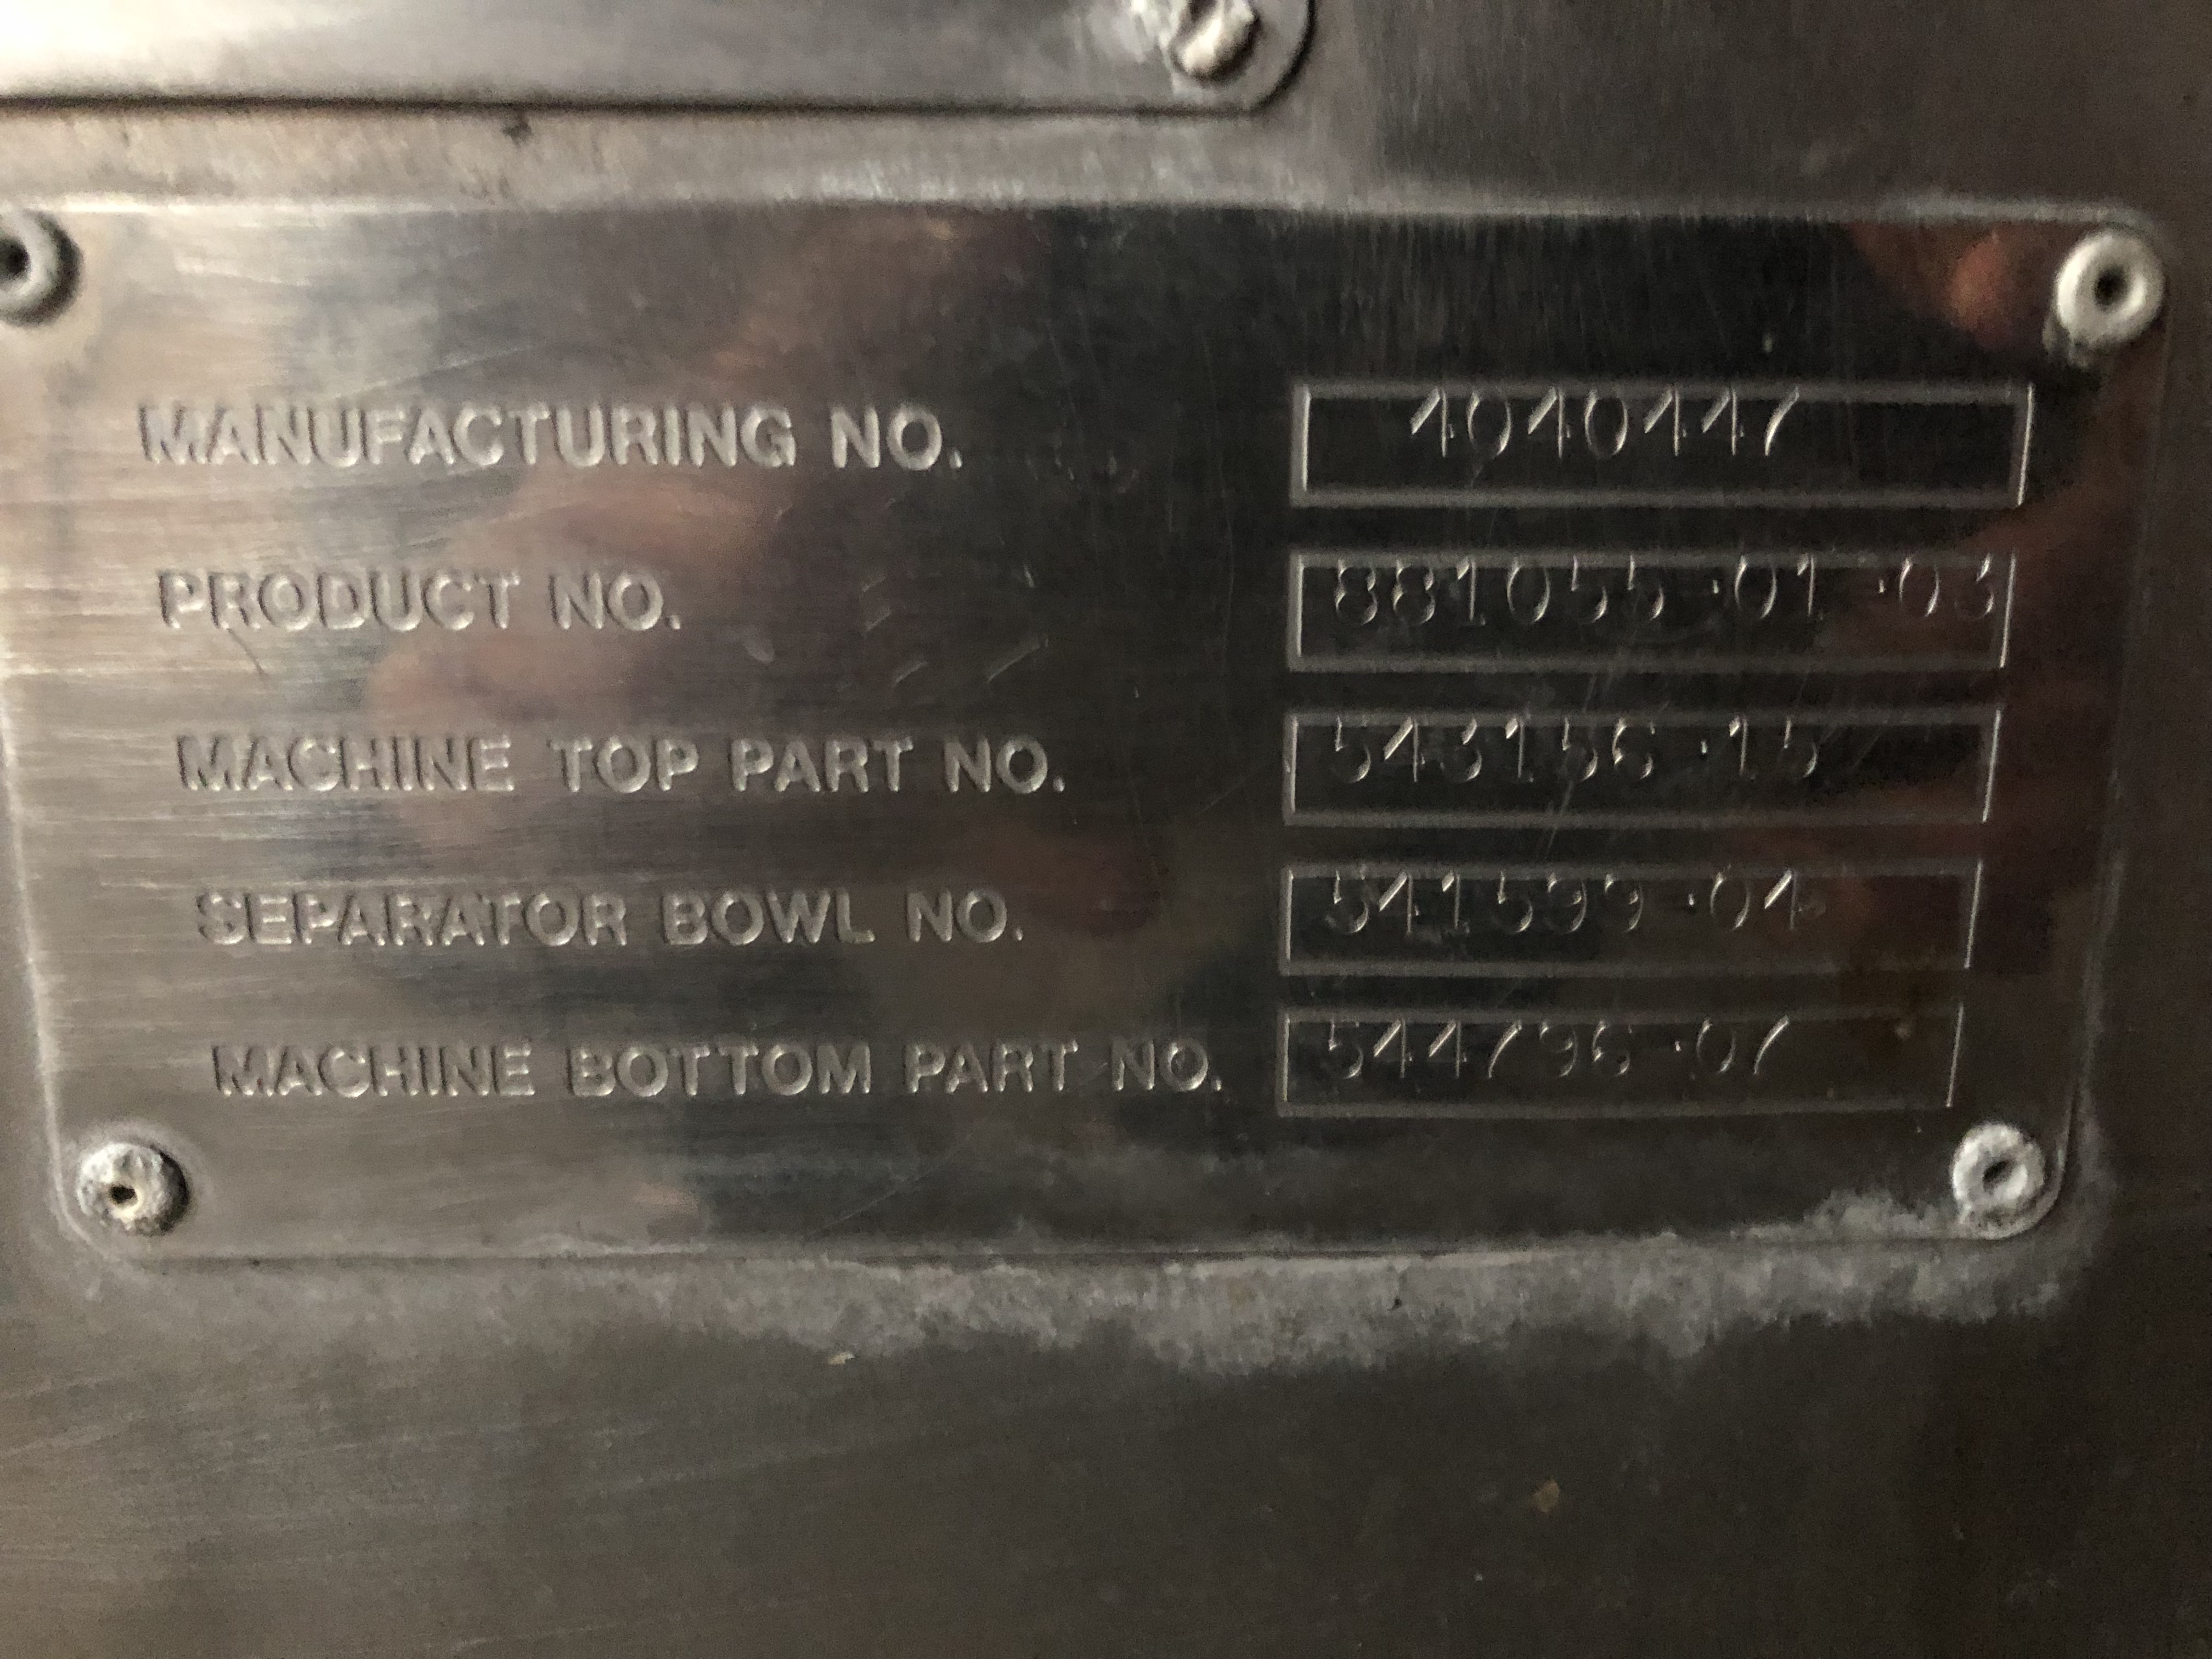 MANUFACTURING NO. 4040447
PRODUCT NO. 881055-01-03
MACHINE TOP PART NO. 543156-15
SEPARATOR BOWL NO. 541599-04
MACHINE BOTTOM PART NO. 544796-07